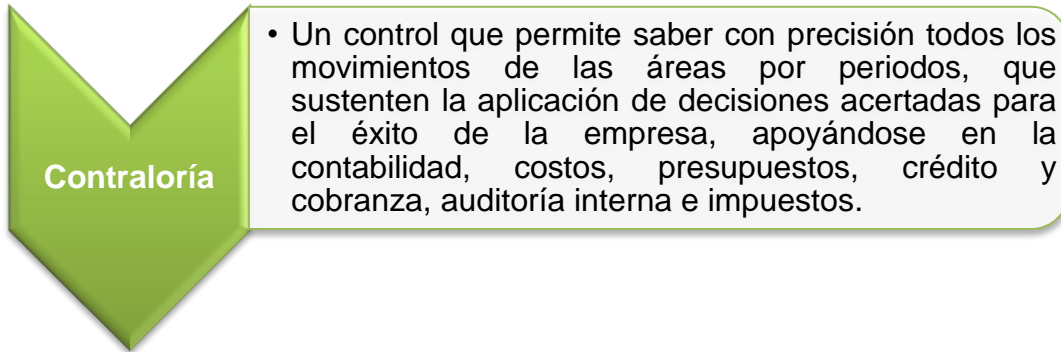 Contraloría
• Un control que permite saber con precisión todos los
movimientos de las áreas por periodos, que
sustenten la aplicación de decisiones acertadas para
el éxito de la empresa, apoyándose en la
contabilidad, costos, presupuestos, crédito y
cobranza, auditoría interna e impuestos.